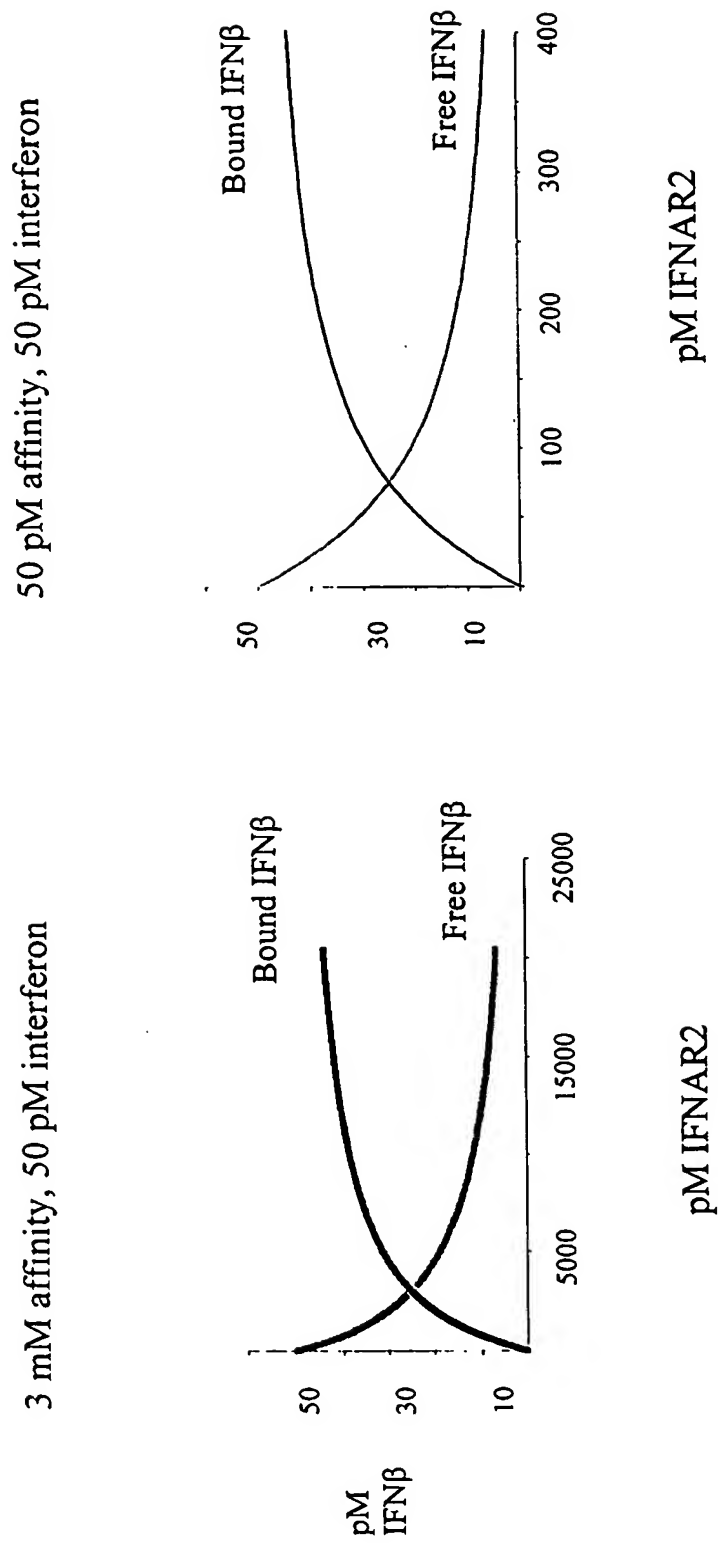 3 mM affinity, 50 pM interferon
pM
IFNβ
50
30
10
Bound IFNβ
Free IFNβ
5000
15000
25000
pM IFNAR2
50 pM affinity, 50 pM interferon
50
30
10
Bound IFNβ
Free IFNβ
100
200
300
400
pM IFNAR2